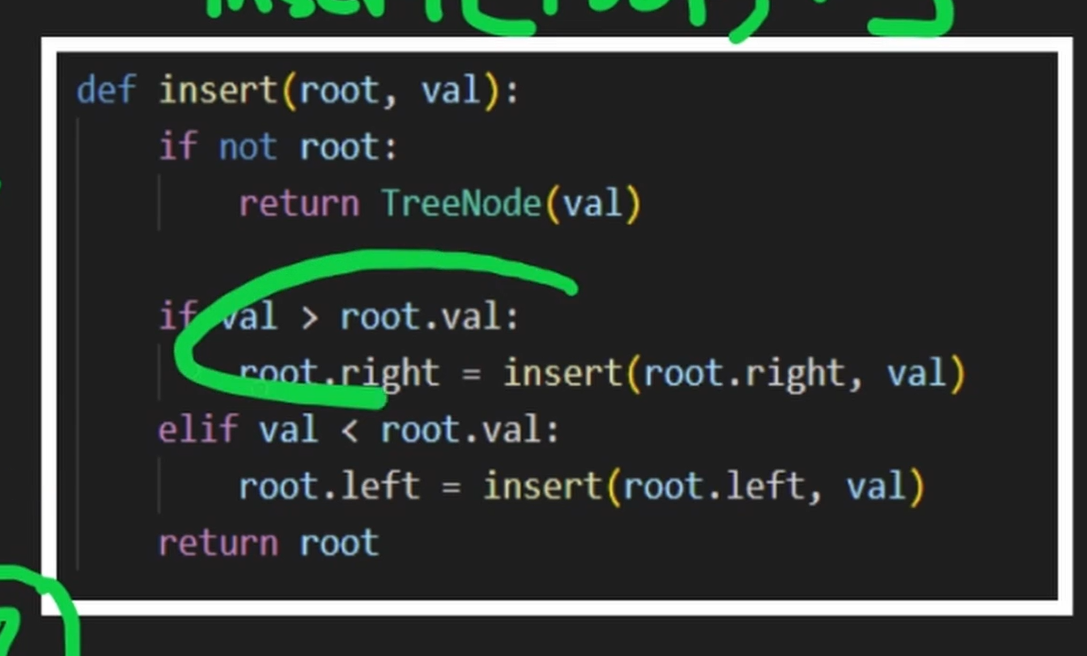 def insert(root, val):
if not root:
return TreeNode(val)
if val > root.val:
root.right = insert(root.right, val)
elif val < root.val:
root.left = insert(root.left, val)
return root